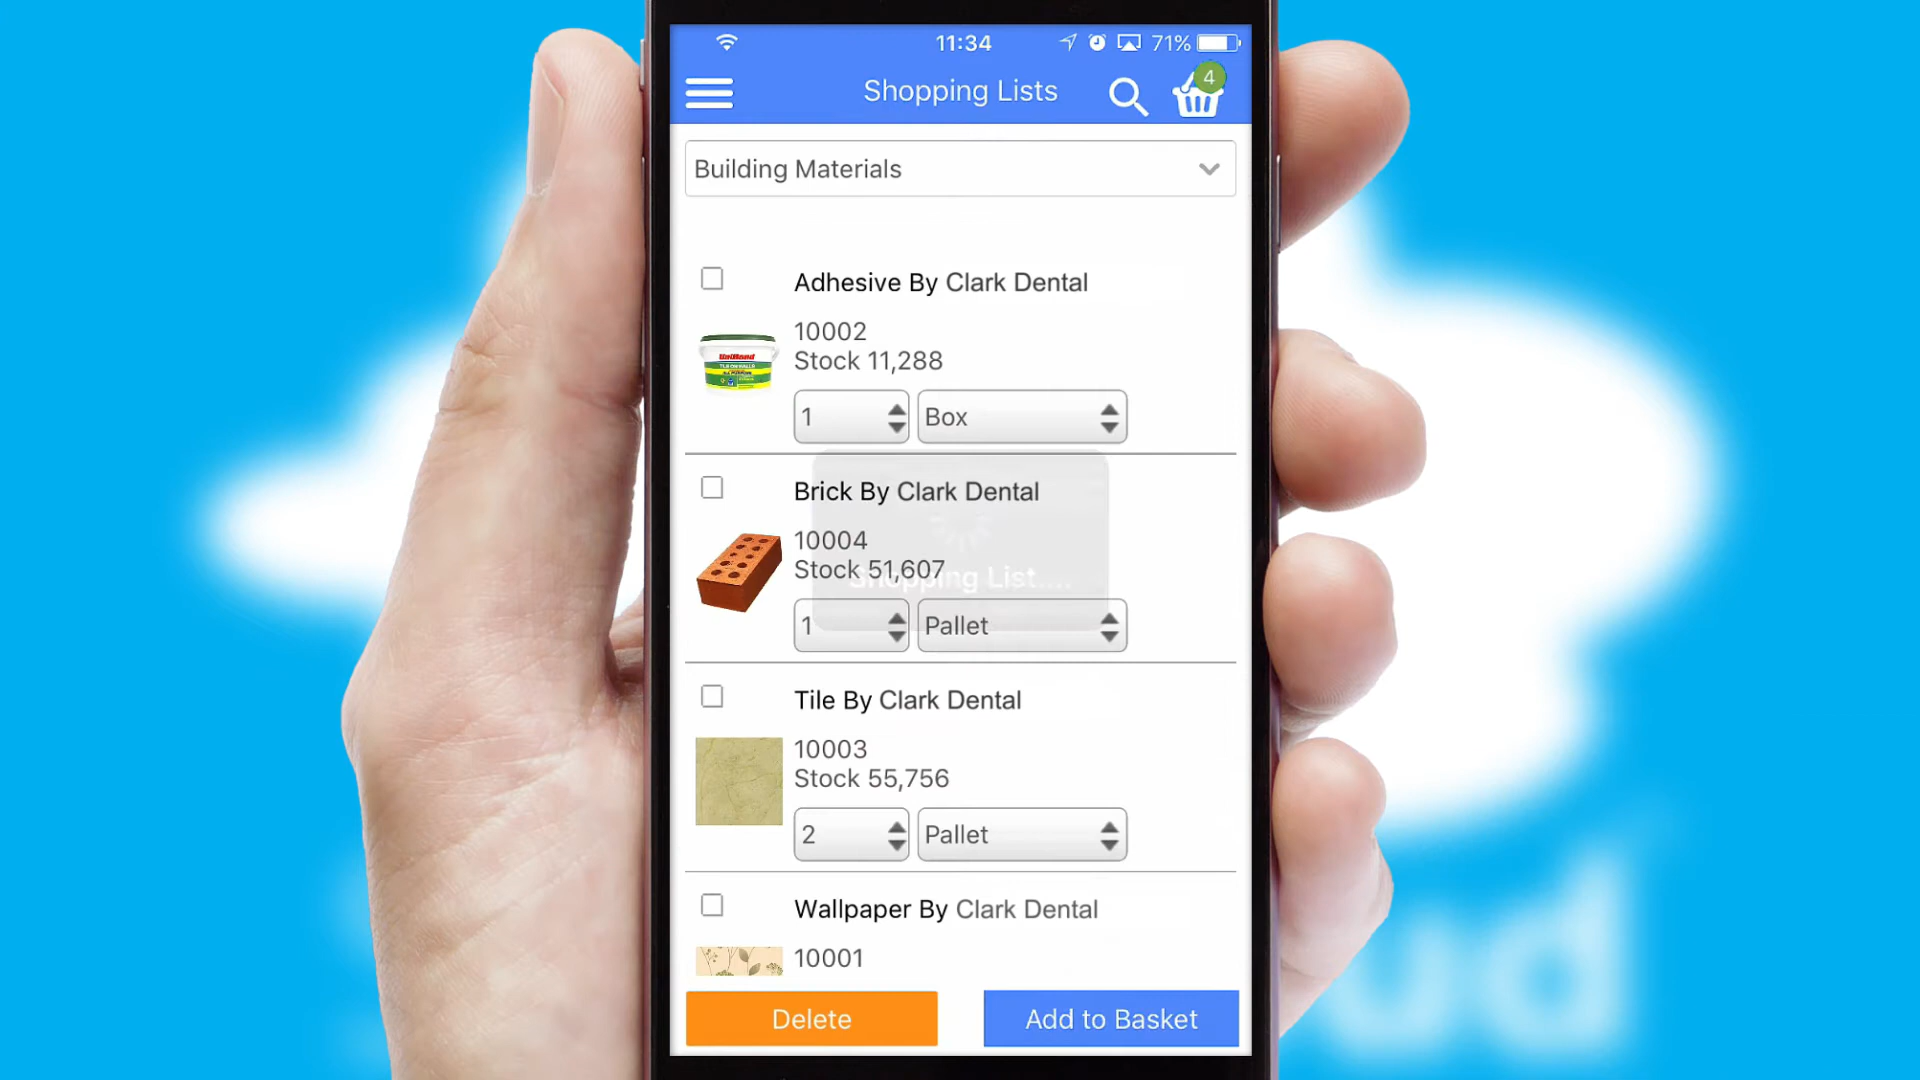 11:34
71%
Shopping Lists
4
Building Materials
Adhesive By Clark Dental
10002
Stock 11,288
1
Box
Brick By Clark Dental
10004
Stock 51,607
Shopping List....
1
Pallet
Tile By Clark Dental
10003
Stock 55,756
2
Pallet
Wallpaper By Clark Dental
10001
Delete
Add to Basket